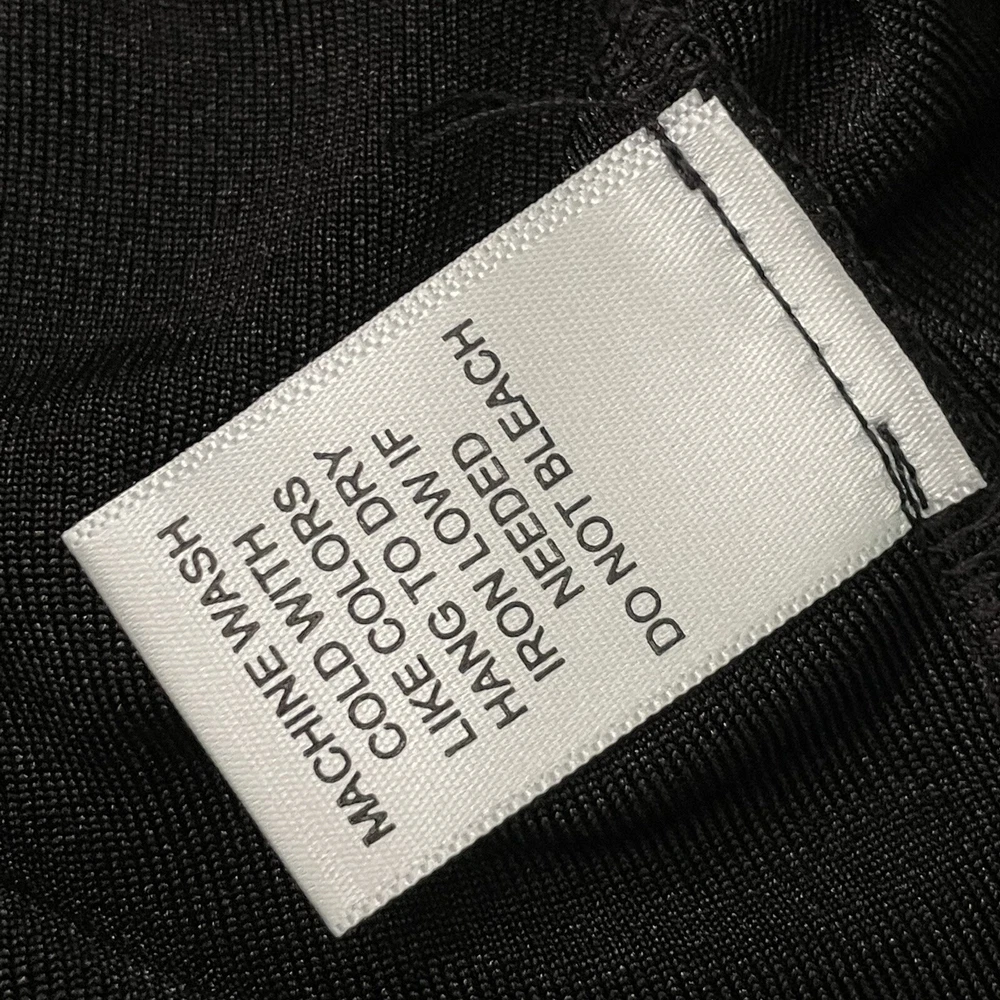 MACHINE WASH
COLD WITH
LIKE COLORS
HANG TO DRY
IRON LOW IF
NEEDED
DO NOT BLEACH